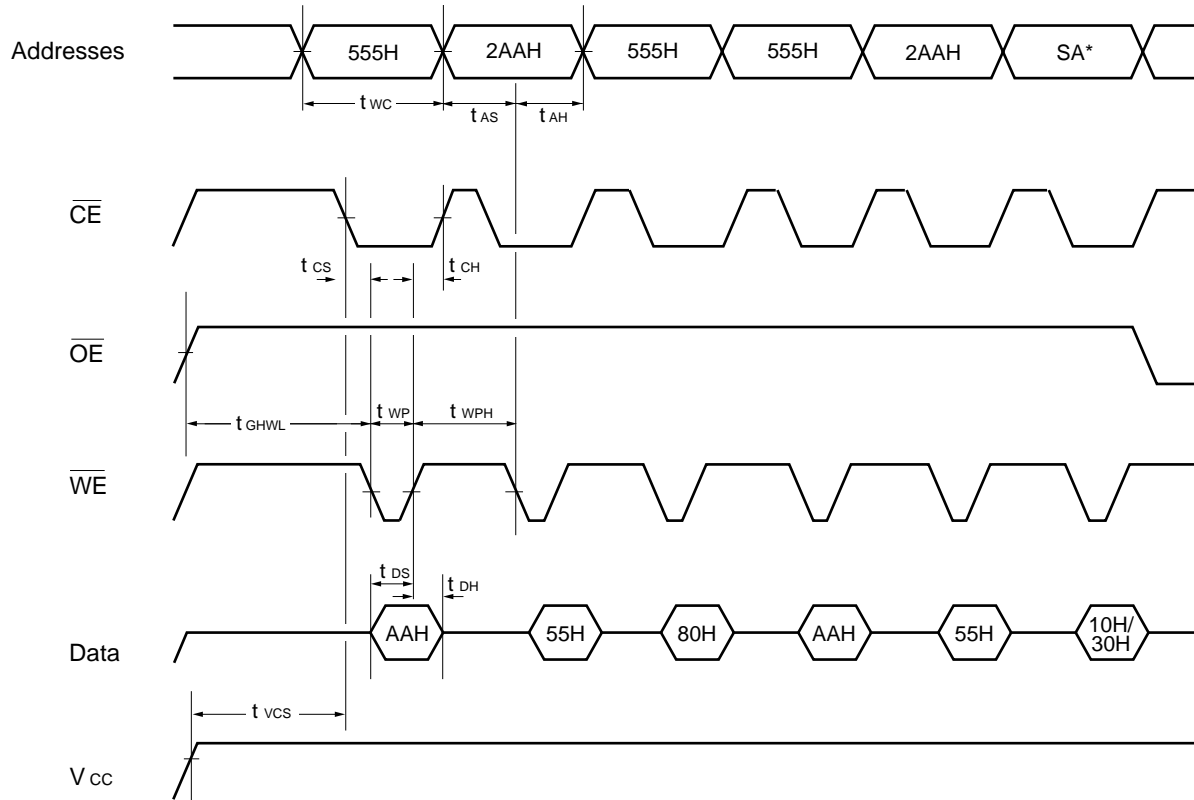 Addresses
555H
2AAH
555H
555H
2AAH
SA*
t WC
t AS
t AH
CE
t CS
t CH
OE
t GHWL
t WP
t WPH
WE
t DS
t DH
Data
AAH
55H
80H
AAH
55H
10H/
30H
t VCS
V CC